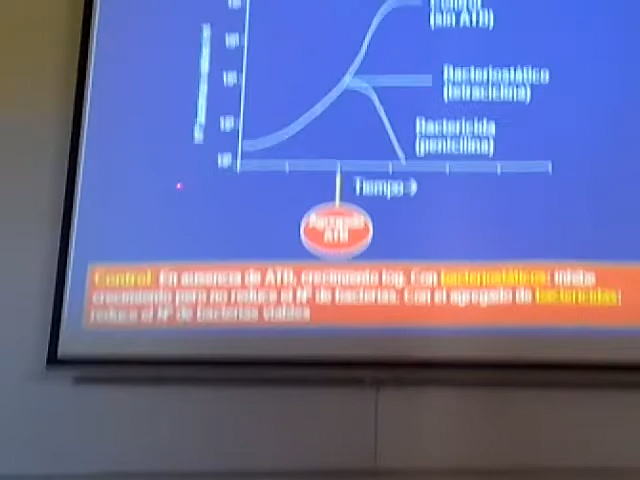 Control
(sin ATB)
Bacteriostático
(tetraciclina)
Bactericida
(penicilina)
Tiempo →
Agregado
ATB
Control: En ausencia de ATB, crecimiento log. Con bacteriostáticos: inhibe
crecimiento pero no reduce el Nº de bacterias. Con el agregado de bactericidas:
reduce el Nº de bacterias viables